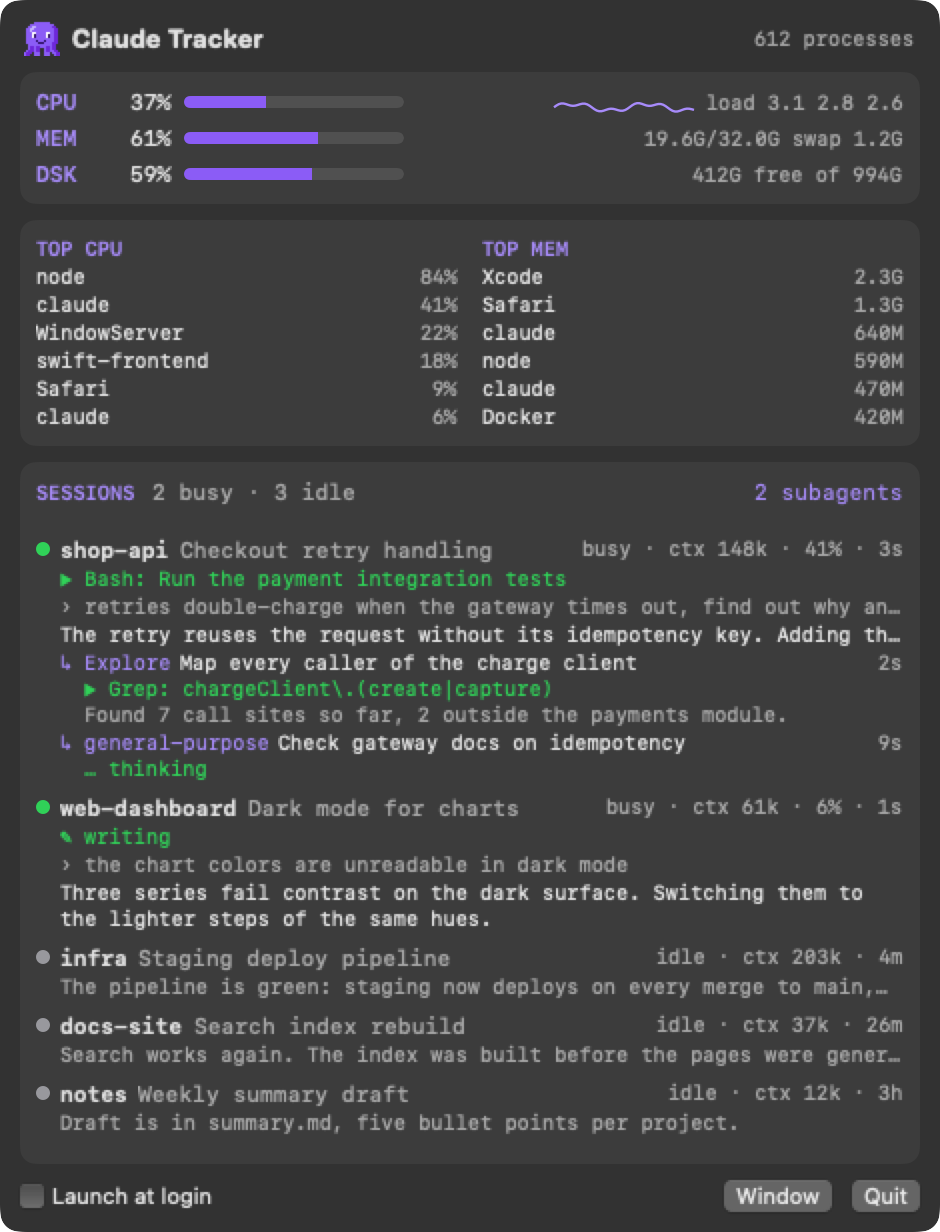 Claude Tracker 612 processes
CPU 37% load 3.1 2.8 2.6
MEM 61% 19.6G/32.0G swap 1.2G
DSK 59% 412G free of 994G
TOP CPU TOP MEM
node 84% Xcode 2.3G
claude 41% Safari 1.3G
WindowServer 22% claude 640M
swift-frontend 18% node 590M
Safari 9% claude 470M
claude 6% Docker 420M
SESSIONS 2 busy · 3 idle 2 subagents
shop-api Checkout retry handling busy · ctx 148k · 41% · 3s
▶ Bash: Run the payment integration tests
› retries double-charge when the gateway times out, find out why an…
The retry reuses the request without its idempotency key. Adding th…
↳ Explore Map every caller of the charge client 2s
▶ Grep: chargeClient\.(create|capture)
Found 7 call sites so far, 2 outside the payments module.
↳ general-purpose Check gateway docs on idempotency 9s
… thinking
web-dashboard Dark mode for charts busy · ctx 61k · 6% · 1s
✎ writing
› the chart colors are unreadable in dark mode
Three series fail contrast on the dark surface. Switching them to
the lighter steps of the same hues.
infra Staging deploy pipeline idle · ctx 203k · 4m
The pipeline is green: staging now deploys on every merge to main,…
docs-site Search index rebuild idle · ctx 37k · 26m
Search works again. The index was built before the pages were gener…
notes Weekly summary draft idle · ctx 12k · 3h
Draft is in summary.md, five bullet points per project.
Launch at login Window Quit